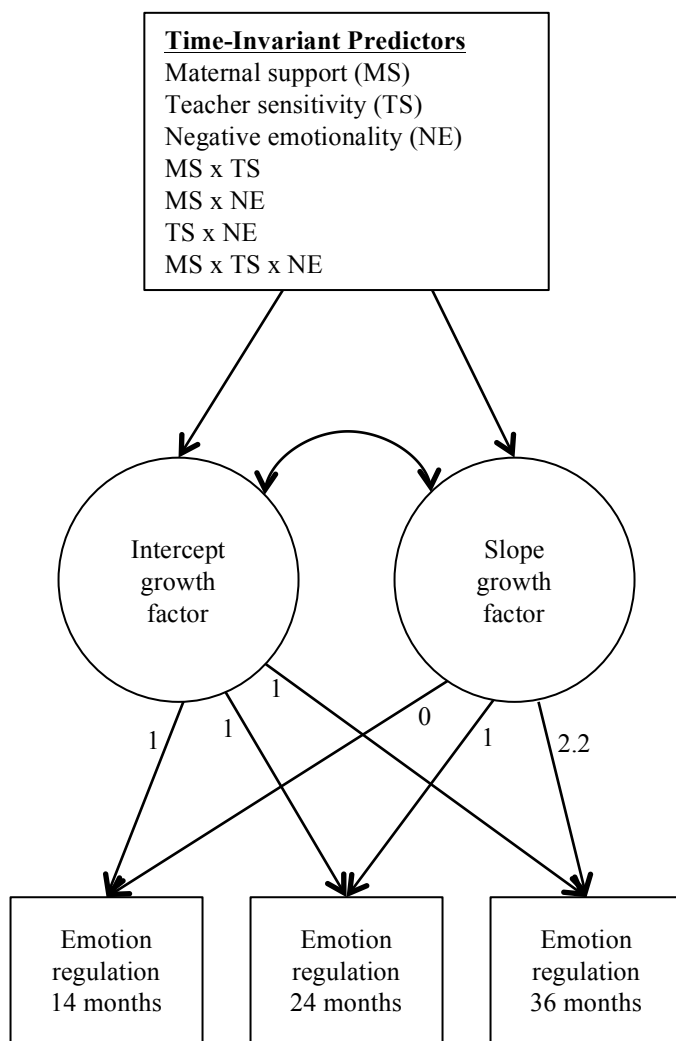 Time-Invariant Predictors
Maternal support (MS)
Teacher sensitivity (TS)
Negative emotionality (NE)
MS x TS
MS x NE
TS x NE
MS x TS x NE
Intercept
growth
factor
Slope
growth
factor
1
1
1
0
1
2.2
Emotion
regulation
14 months
Emotion
regulation
24 months
Emotion
regulation
36 months